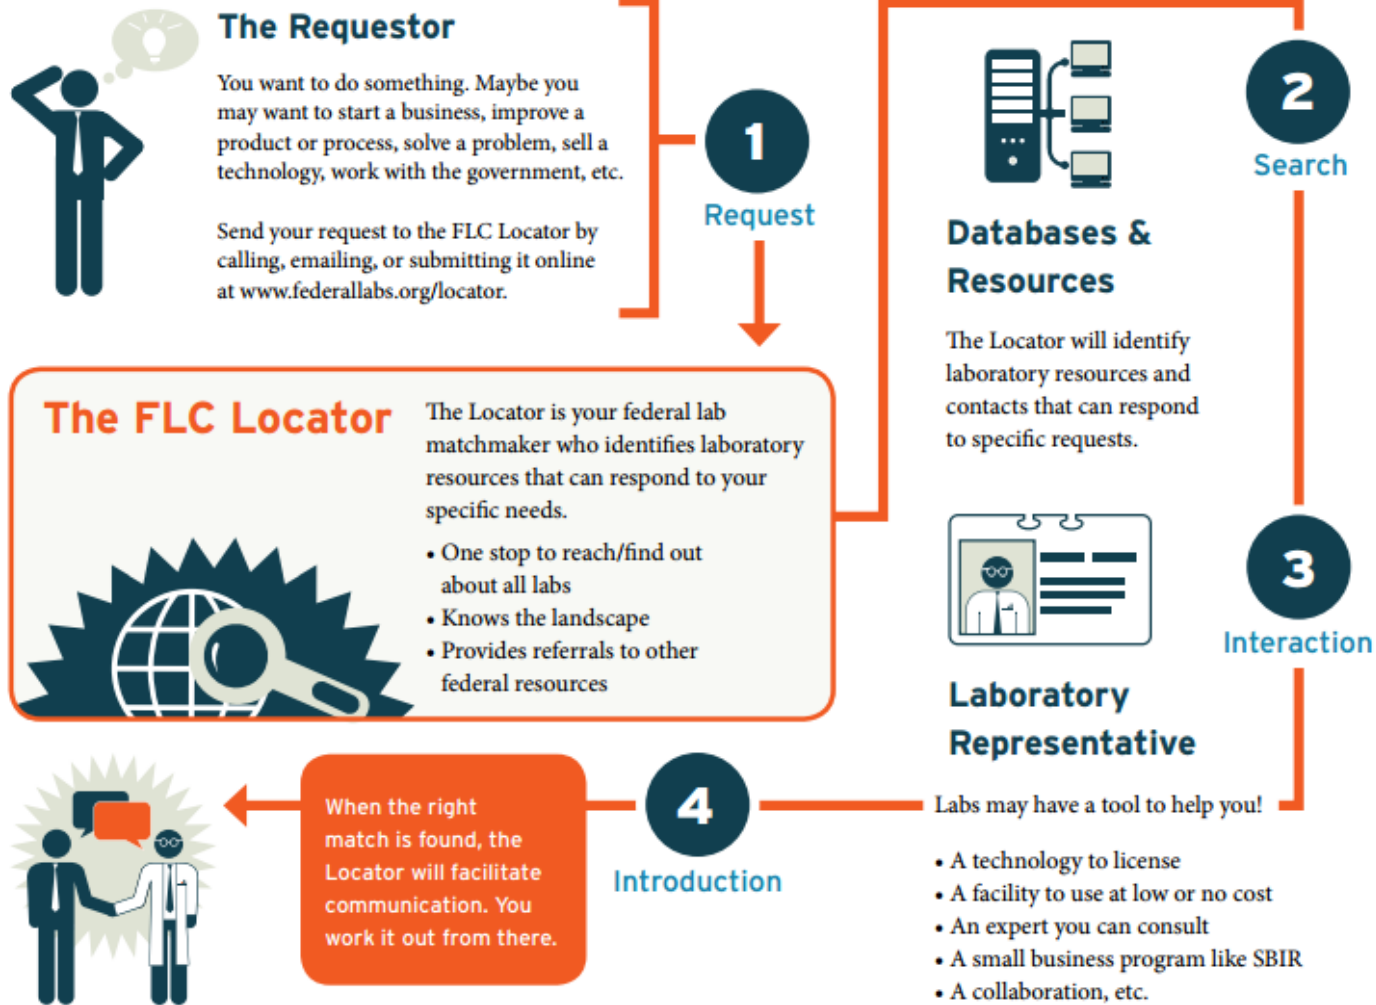 The Requestor
You want to do something. Maybe you
may want to start a business, improve a
product or process, solve a problem, sell a
technology, work with the government, etc.
Send your request to the FLC Locator by
calling, emailing, or submitting it online
at www.federallabs.org/locator.
1
Request
The FLC Locator
The Locator is your federal lab
matchmaker who identifies laboratory
resources that can respond to your
specific needs.
• One stop to reach/find out
about all labs
• Knows the landscape
• Provides referrals to other
federal resources
2
Search
Databases &
Resources
The Locator will identify
laboratory resources and
contacts that can respond
to specific requests.
3
Interaction
Laboratory
Representative
Labs may have a tool to help you!
• A technology to license
• A facility to use at low or no cost
• An expert you can consult
• A small business program like SBIR
• A collaboration, etc.
4
Introduction
When the right
match is found, the
Locator will facilitate
communication. You
work it out from there.